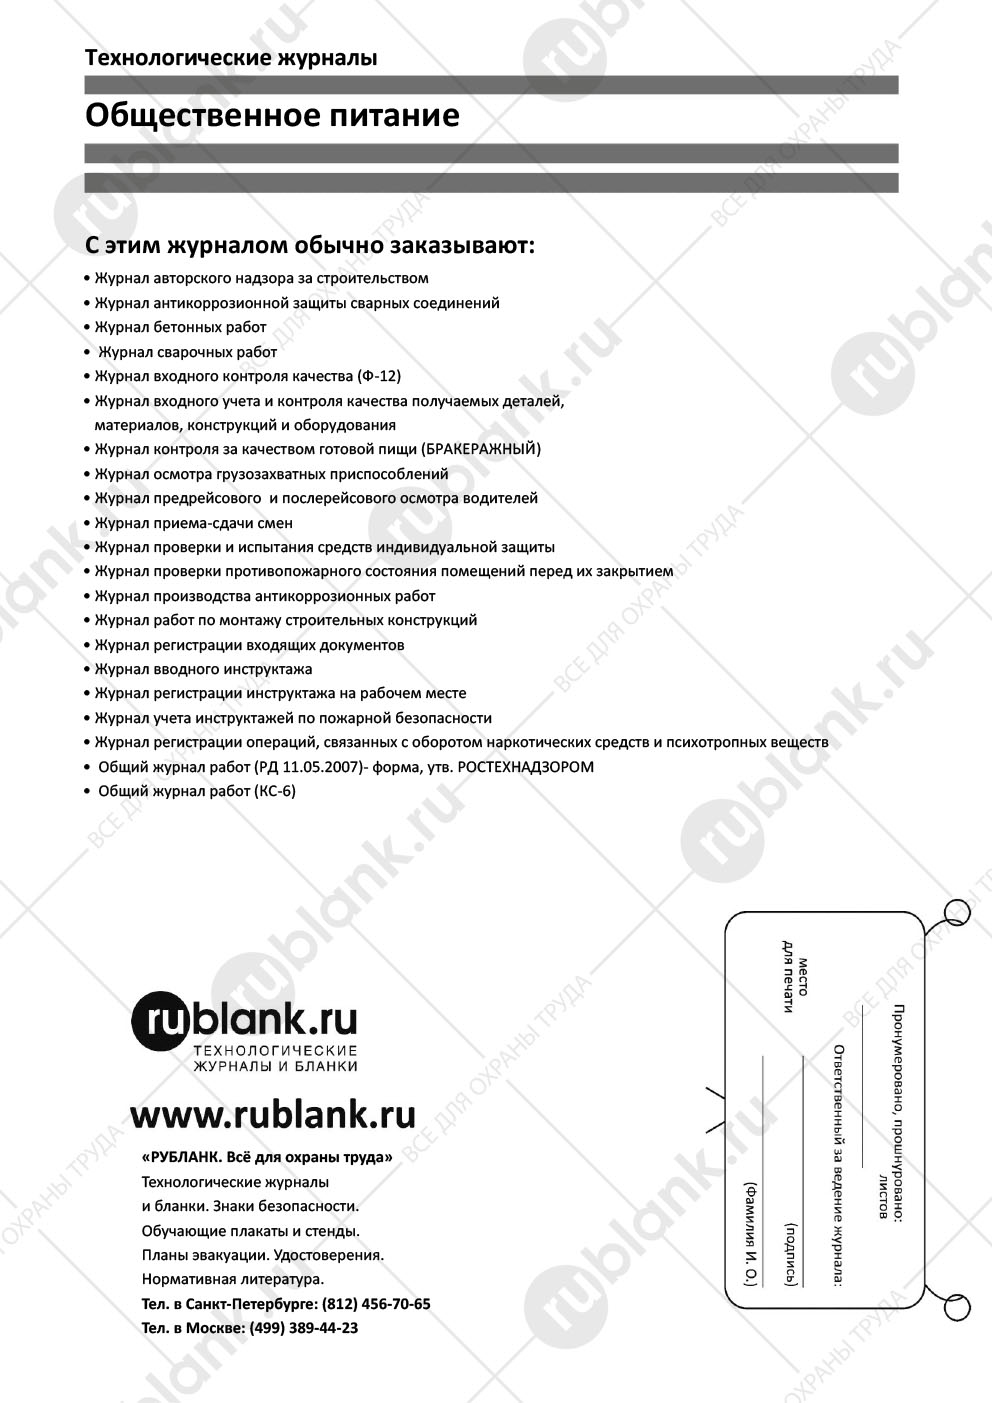 Технологические журналы
Общественное питание
С этим журналом обычно заказывают:
• Журнал авторского надзора за строительством
• Журнал антикоррозионной защиты сварных соединений
• Журнал бетонных работ
• Журнал сварочных работ
• Журнал входного контроля качества (Ф-12)
• Журнал входного учета и контроля качества получаемых деталей,
материалов, конструкций и оборудования
• Журнал контроля за качеством готовой пищи (БРАКЕРАЖНЫЙ)
• Журнал осмотра грузозахватных приспособлений
• Журнал предрейсового и послерейсового осмотра водителей
• Журнал приема-сдачи смен
• Журнал проверки и испытания средств индивидуальной защиты
• Журнал проверки противопожарного состояния помещений перед их закрытием
• Журнал производства антикоррозионных работ
• Журнал работ по монтажу строительных конструкций
• Журнал регистрации входящих документов
• Журнал вводного инструктажа
• Журнал регистрации инструктажа на рабочем месте
• Журнал учета инструктажей по пожарной безопасности
• Журнал регистрации операций, связанных с оборотом наркотических средств и психотропных веществ
• Общий журнал работ (РД 11.05.2007)- форма, утв. РОСТЕХНАДЗОРОМ
• Общий журнал работ (КС-6)
rublank.ru
ТЕХНОЛОГИЧЕСКИЕ
ЖУРНАЛЫ И БЛАНКИ
www.rublank.ru
«РУБЛАНК. Всё для охраны труда»
Технологические журналы
и бланки. Знаки безопасности.
Обучающие плакаты и стенды.
Планы эвакуации. Удостоверения.
Нормативная литература.
Тел. в Санкт-Петербурге: (812) 456-70-65
Тел. в Москве: (499) 389-44-23
Пронумеровано, прошнуровано:
листов
Ответственный за ведение журнала:
место
для печати
(подпись)
(Фамилия И. О.)
rublank.ru
ВСЕ ДЛЯ ОХРАНЫ ТРУДА